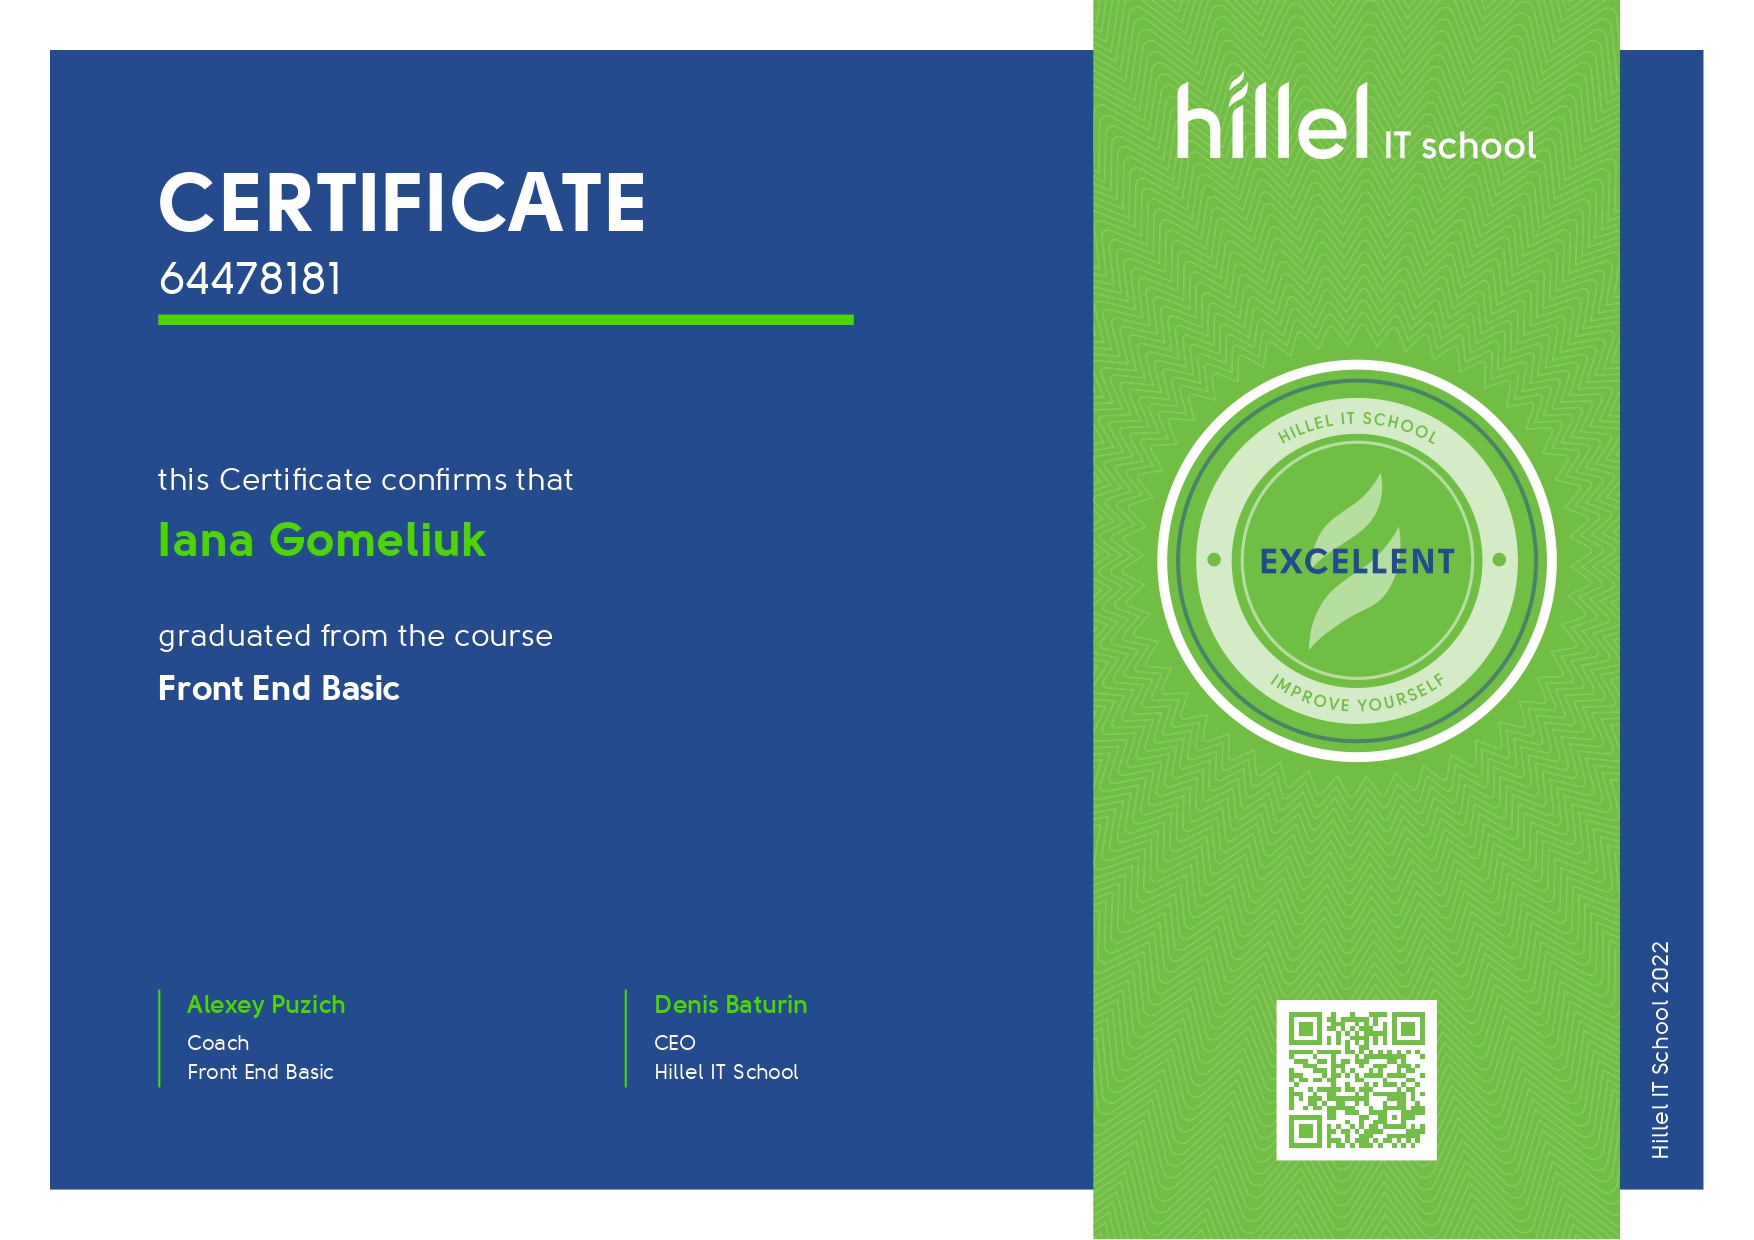 CERTIFICATE
64478181
this Certificate confirms that
Iana Gomeliuk
graduated from the course
Front End Basic
Alexey Puzich
Coach
Front End Basic
Denis Baturin
CEO
Hillel IT School
hillel IT school
HILLEL IT SCHOOL
EXCELLENT
IMPROVE YOURSELF
Hillel IT School 2022